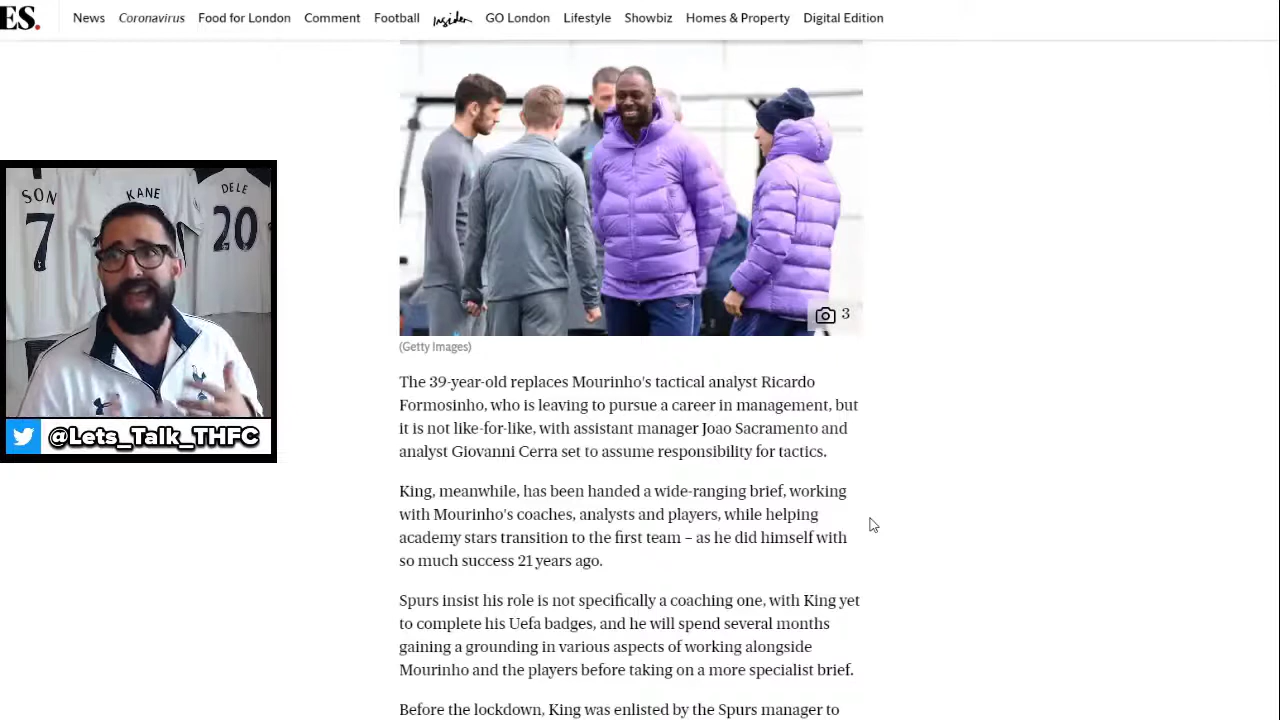 ES. News Coronavirus Food for London Comment Football Insider GO London Lifestyle Showbiz Homes & Property Digital Edition
SON KANE DELE
7 20
3
(Getty Images)
@Lets_Talk_THFC
The 39-year-old replaces Mourinho's tactical analyst Ricardo
Formosinho, who is leaving to pursue a career in management, but
it is not like-for-like, with assistant manager Joao Sacramento and
analyst Giovanni Cerra set to assume responsibility for tactics.
King, meanwhile, has been handed a wide-ranging brief, working
with Mourinho's coaches, analysts and players, while helping
academy stars transition to the first team – as he did himself with
so much success 21 years ago.
Spurs insist his role is not specifically a coaching one, with King yet
to complete his Uefa badges, and he will spend several months
gaining a grounding in various aspects of working alongside
Mourinho and the players before taking on a more specialist brief.
Before the lockdown, King was enlisted by the Spurs manager to